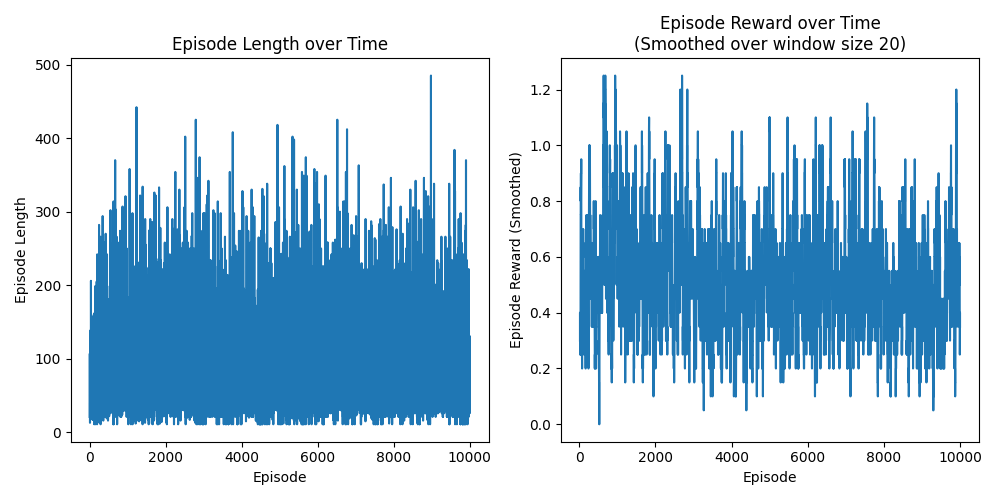 Episode Length over Time
500
400
300
200
100
0
Episode Length
0 2000 4000 6000 8000 10000
Episode
Episode Reward over Time
(Smoothed over window size 20)
1.2
1.0
0.8
0.6
0.4
0.2
0.0
Episode Reward (Smoothed)
0 2000 4000 6000 8000 10000
Episode